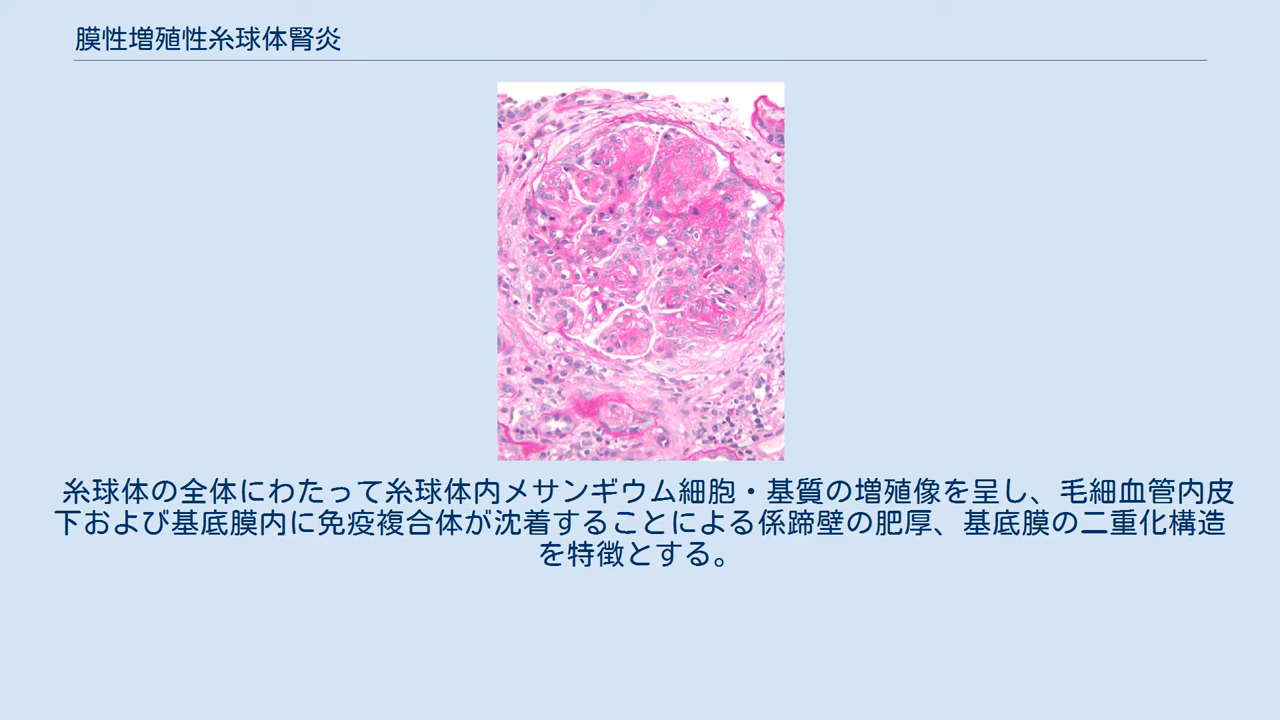 膜性増殖性糸球体腎炎
糸球体の全体にわたって糸球体内メサンギウム細胞・基質の増殖像を呈し、毛細血管内皮
下および基底膜内に免疫複合体が沈着することによる係蹄壁の肥厚、基底膜の二重化構造
を特徴とする。